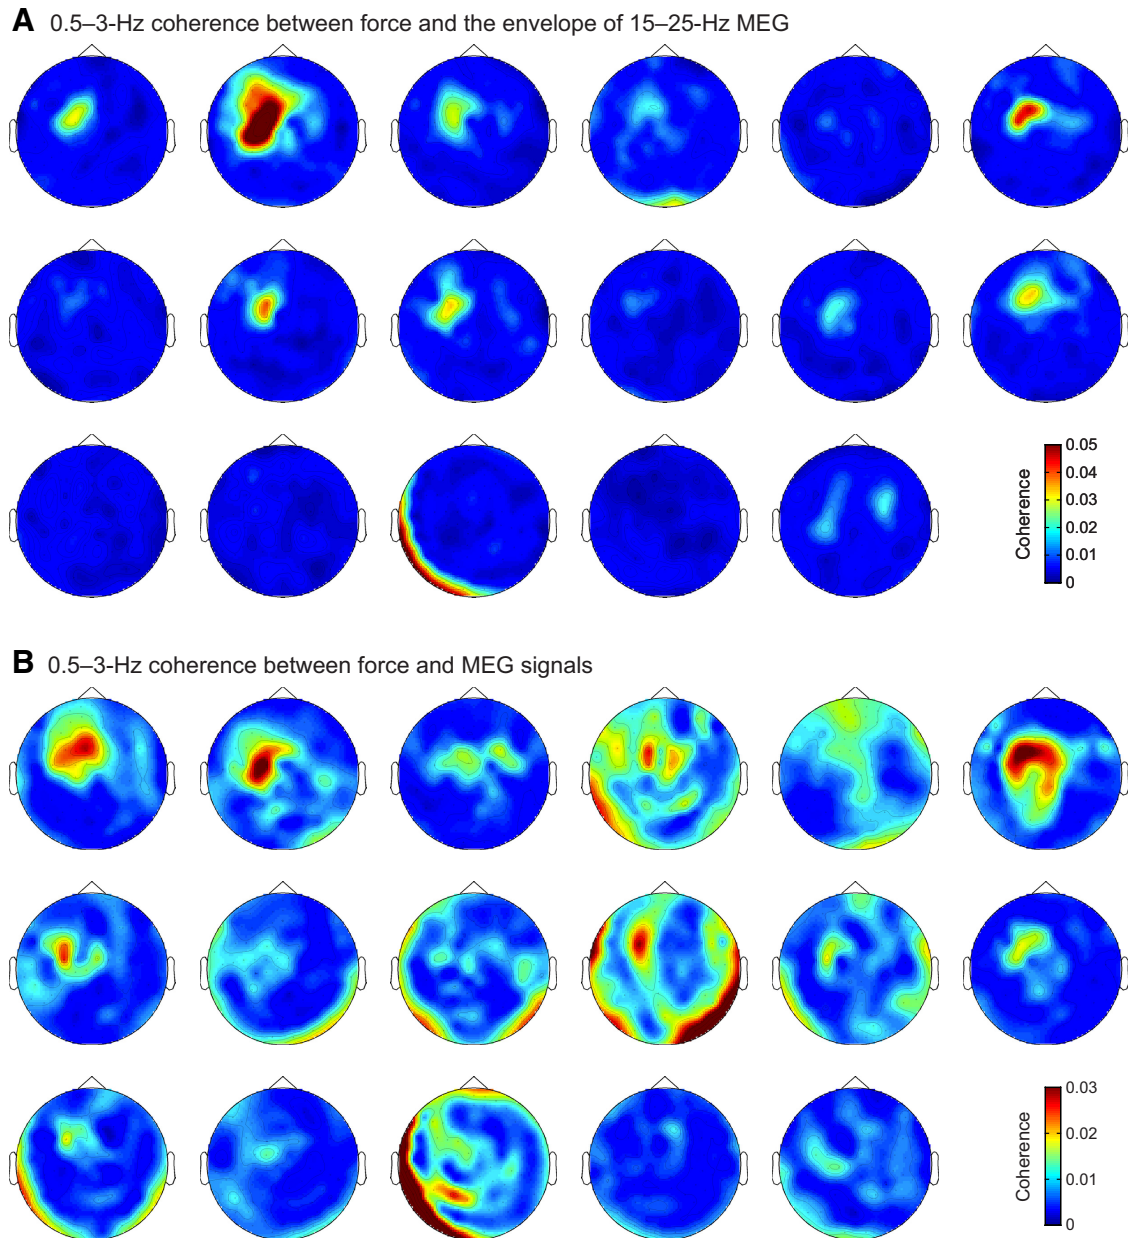 A 0.5–3-Hz coherence between force and the envelope of 15–25-Hz MEG
Coherence
0.05
0.04
0.03
0.02
0.01
0
B 0.5–3-Hz coherence between force and MEG signals
Coherence
0.03
0.02
0.01
0